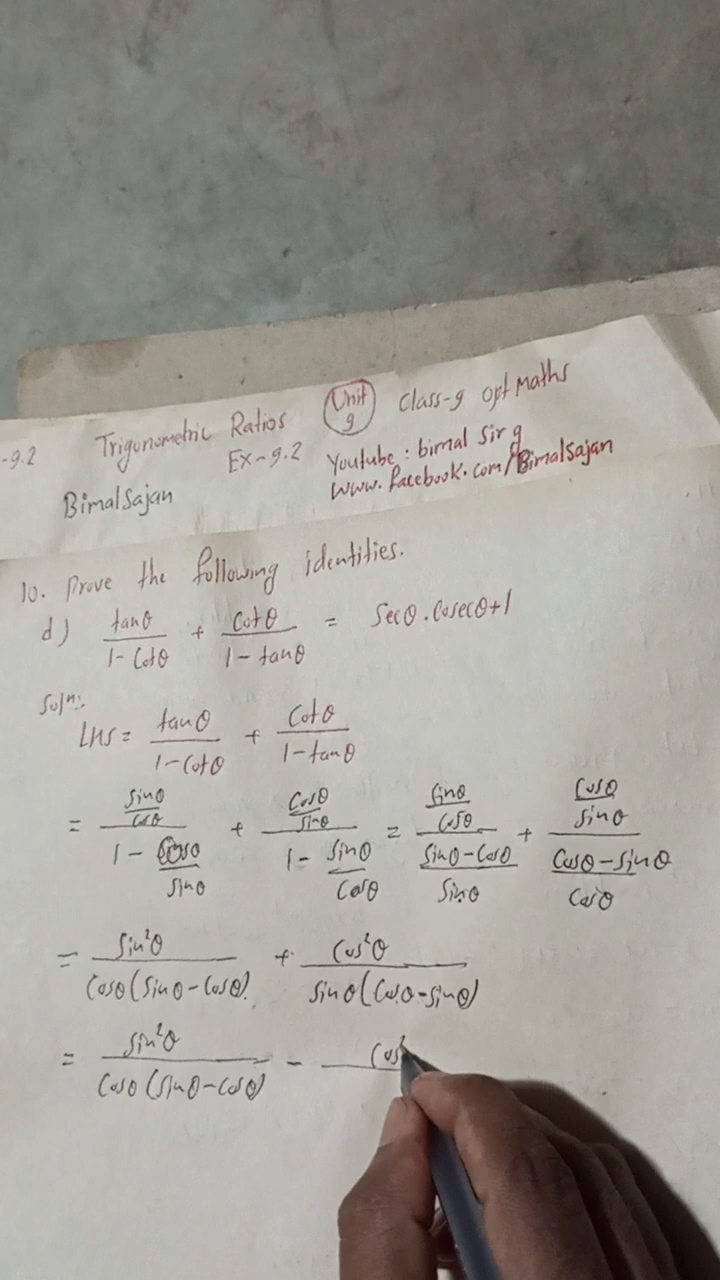 -9.2 Trigonometric Ratios Unit 9 Class-9 opt Maths
Ex-9.2 Youtube : bimal sir g
BimalSajan www.facebook.com/BimalSajan
10. Prove the following identities.
d) tanθ/(1-Cotθ) + Cotθ/(1-tanθ) = Secθ.Cosecθ+1
Soln:
LHS = tanθ/(1-Cotθ) + Cotθ/(1-tanθ)
= (Sinθ/Cosθ)/(1-Cosθ/Sinθ) + (Cosθ/Sinθ)/(1-Sinθ/Cosθ) = (Sinθ/Cosθ)/((Sinθ-Cosθ)/Sinθ) + (Cosθ/Sinθ)/((Cosθ-Sinθ)/Cosθ)
= Sin²θ/(Cosθ(Sinθ-Cosθ)) + Cos²θ/(Sinθ(Cosθ-Sinθ))
= Sin²θ/(Cosθ(Sinθ-Cosθ)) - Cos²